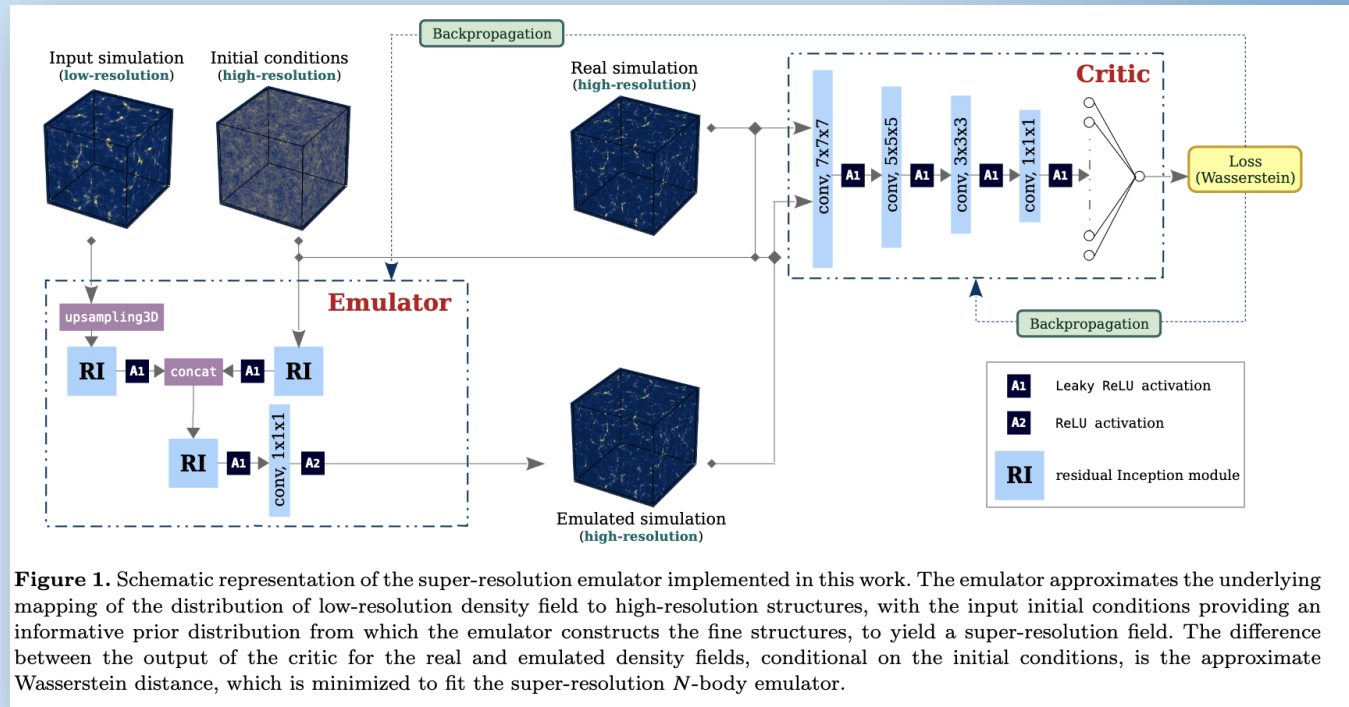 Backpropagation
Input simulation
(low-resolution)
Initial conditions
(high-resolution)
Real simulation
(high-resolution)
Critic
conv, 7x7x7
A1
conv, 5x5x5
A1
conv, 3x3x3
A1
conv, 1x1x1
A1
Loss
(Wasserstein)
Emulator
upsampling3D
Backpropagation
RI
A1
concat
A1
RI
RI
A1
conv, 1x1x1
A2
Emulated simulation
(high-resolution)
A1 Leaky ReLU activation
A2 ReLU activation
RI residual Inception module
Figure 1. Schematic representation of the super-resolution emulator implemented in this work. The emulator approximates the underlying
mapping of the distribution of low-resolution density field to high-resolution structures, with the input initial conditions providing an
informative prior distribution from which the emulator constructs the fine structures, to yield a super-resolution field. The difference
between the output of the critic for the real and emulated density fields, conditional on the initial conditions, is the approximate
Wasserstein distance, which is minimized to fit the super-resolution N-body emulator.